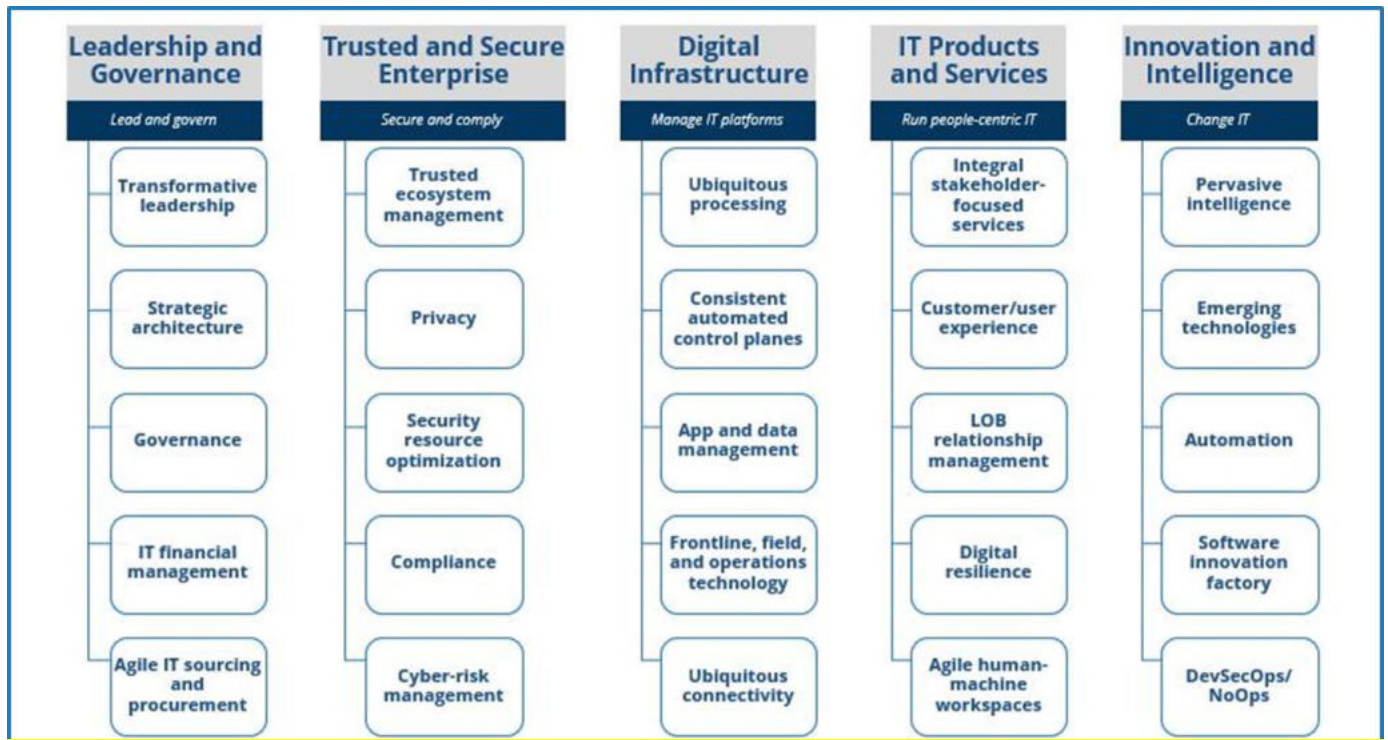 Leadership and
Governance
Lead and govern
Transformative
leadership
Strategic
architecture
Governance
IT financial
management
Agile IT sourcing
and
procurement
Trusted and Secure
Enterprise
Secure and comply
Trusted
ecosystem
management
Privacy
Security
resource
optimization
Compliance
Cyber-risk
management
Digital
Infrastructure
Manage IT platforms
Ubiquitous
processing
Consistent
automated
control planes
App and data
management
Frontline, field,
and operations
technology
Ubiquitous
connectivity
IT Products
and Services
Run people-centric IT
Integral
stakeholder-
focused
services
Customer/user
experience
LOB
relationship
management
Digital
resilience
Agile human-
machine
workspaces
Innovation and
Intelligence
Change IT
Pervasive
intelligence
Emerging
technologies
Automation
Software
innovation
factory
DevSecOps/
NoOps